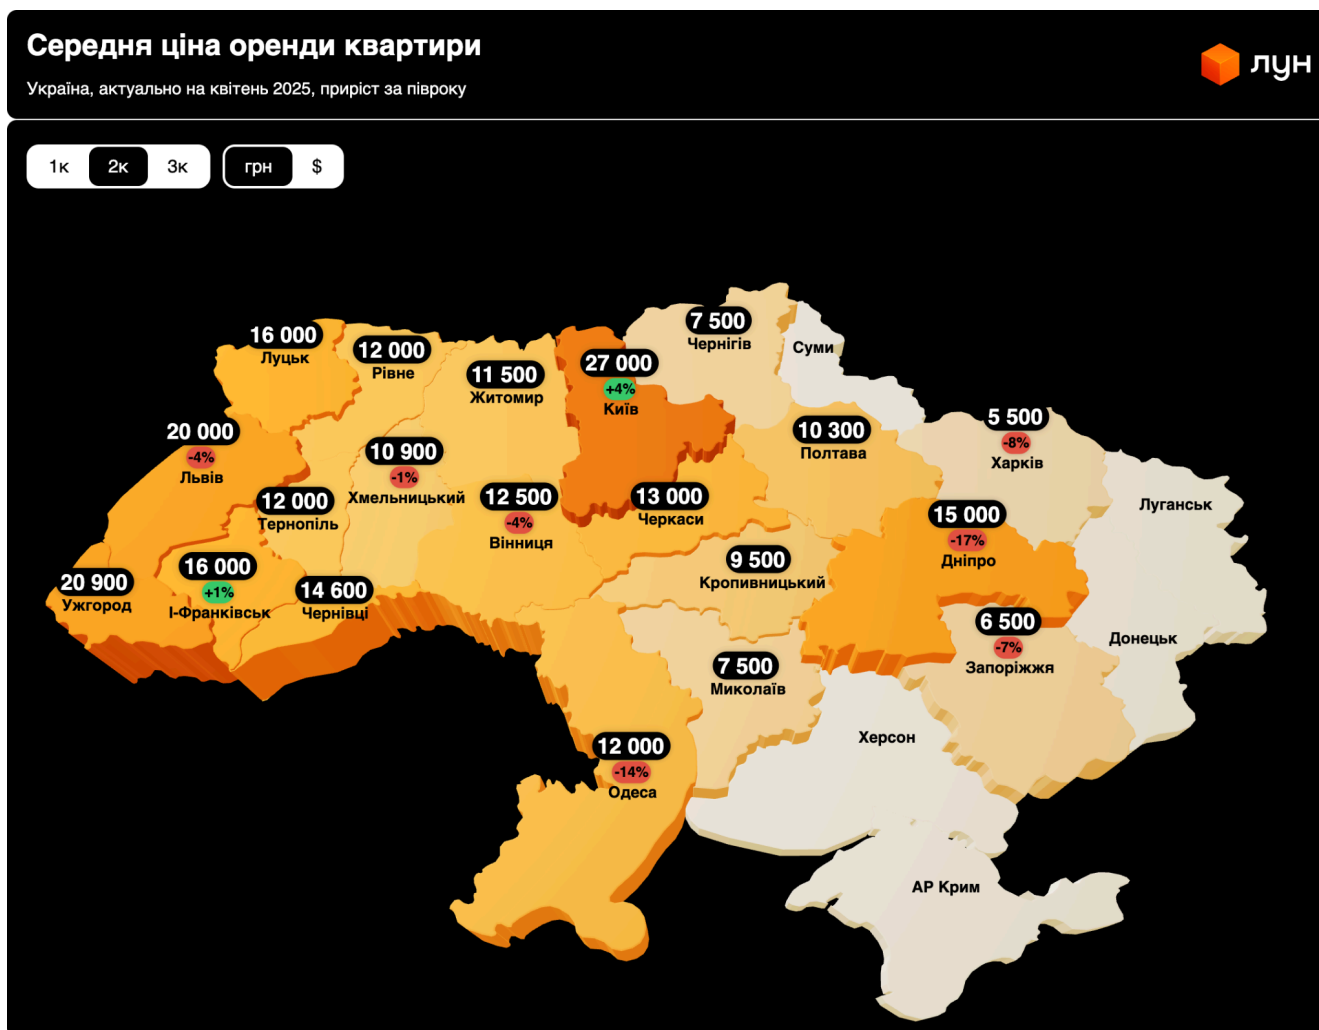 Середня ціна оренди квартири
Україна, актуально на квітень 2025, приріст за півроку
лун
1к 2к 3к грн $
7 500
Чернігів
Суми
16 000
Луцьк
12 000
Рівне
11 500
Житомир
27 000
+4%
Київ
20 000
-4%
Львів
10 900
-1%
Хмельницький
10 300
Полтава
5 500
-8%
Харків
12 000
Тернопіль
12 500
-4%
Вінниця
13 000
Черкаси
15 000
-17%
Дніпро
Луганськ
20 900
Ужгород
16 000
+1%
І-Франківськ
14 600
Чернівці
9 500
Кропивницький
6 500
-7%
Запоріжжя
Донецьк
7 500
Миколаїв
12 000
-14%
Одеса
Херсон
АР Крим